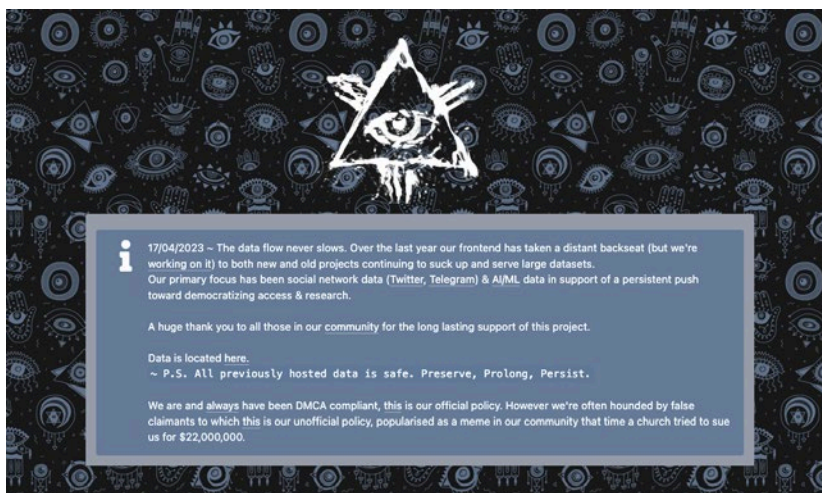 17/04/2023 ~ The data flow never slows. Over the last year our frontend has taken a distant backseat (but we're
working on it) to both new and old projects continuing to suck up and serve large datasets.
Our primary focus has been social network data (Twitter, Telegram) & AI/ML data in support of a persistent push
toward democratizing access & research.
A huge thank you to all those in our community for the long lasting support of this project.
Data is located here.
~ P.S. All previously hosted data is safe. Preserve, Prolong, Persist.
We are and always have been DMCA compliant, this is our official policy. However we're often hounded by false
claimants to which this is our unofficial policy, popularised as a meme in our community that time a church tried to sue
us for $22,000,000.